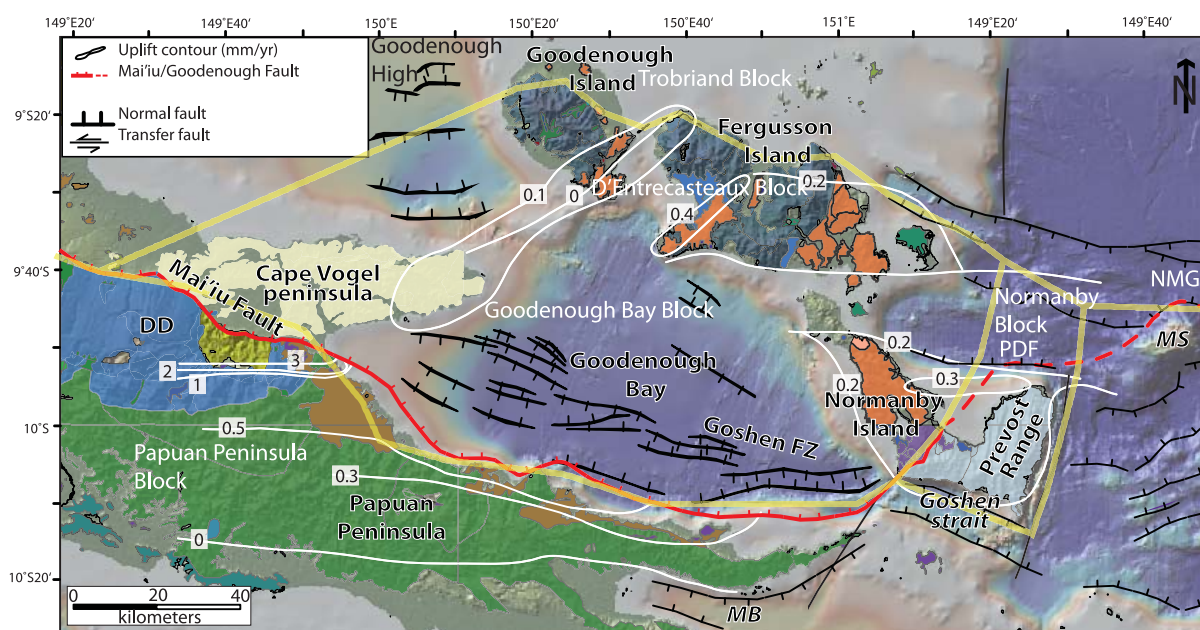 149°E20'
149°E40'
150°E
150°E20'
150°E40'
151°E
149°E20'
149°E40'
Uplift contour (mm/yr)
Mai'iu/Goodenough Fault
Normal fault
Transfer fault
Goodenough
High
Goodenough
Island
Trobriand Block
N
9°S20'
Fergusson
Island
0.1
0
D'Entrecasteaux Block
0.2
0.4
9°S40'
Mai'iu Fault
Cape Vogel
peninsula
Goodenough Bay Block
Normanby
Block
PDF
NMG
MS
DD
3
2
1
Goodenough
Bay
0.2
0.2
0.3
Normanby
Island
Prevost
Range
10°S
0.5
Goshen FZ
Papuan Peninsula
Block
0.3
Papuan
Peninsula
Goshen
strait
0
10°S20'
MB
0
20
40
kilometers